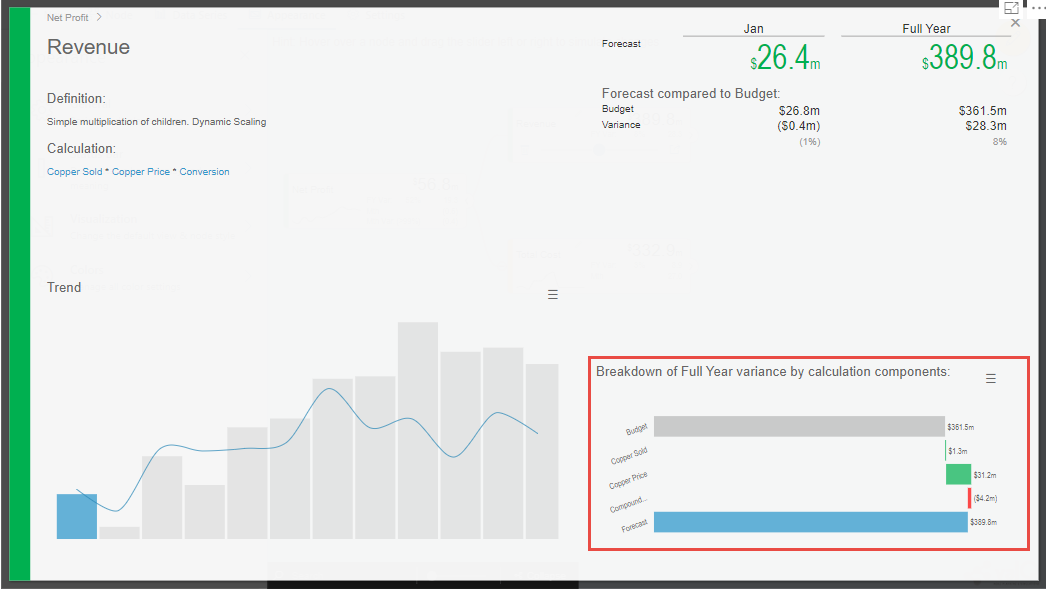 Net Profit >
Revenue
Definition:
Simple multiplication of children. Dynamic Scaling
Calculation:
Copper Sold * Copper Price * Conversion
Jan Full Year
Forecast $26.4m $389.8m
Forecast compared to Budget:
Budget $26.8m $361.5m
Variance ($0.4m) $28.3m
(1%) 8%
Trend
Breakdown of Full Year variance by calculation components:
Budget $361.5m
Copper Sold $1.3m
Copper Price $31.2m
Compound... ($4.2m)
Forecast $389.8m